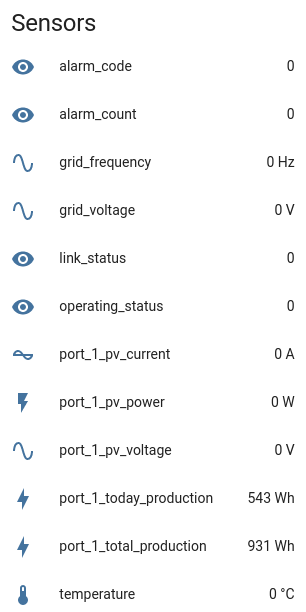 Sensors
alarm_code 0
alarm_count 0
grid_frequency 0 Hz
grid_voltage 0 V
link_status 0
operating_status 0
port_1_pv_current 0 A
port_1_pv_power 0 W
port_1_pv_voltage 0 V
port_1_today_production 543 Wh
port_1_total_production 931 Wh
temperature 0 °C